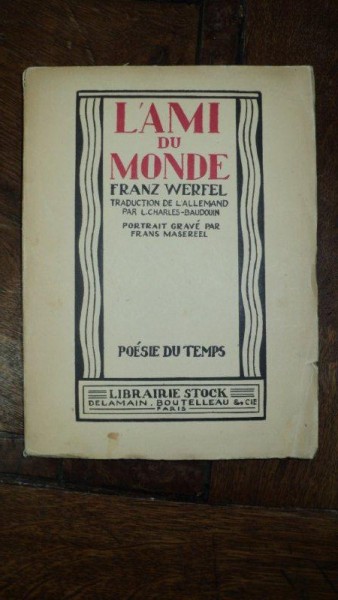 L'AMI
DU
MONDE
FRANZ WERFEL
TRADUCTION DE L'ALLEMAND
PAR L. CHARLES-BAUDOUIN
PORTRAIT GRAVÉ PAR
FRANS MASEREEL
POÉSIE DU TEMPS
LIBRAIRIE STOCK
DELAMAIN, BOUTELLEAU & CIE
PARIS